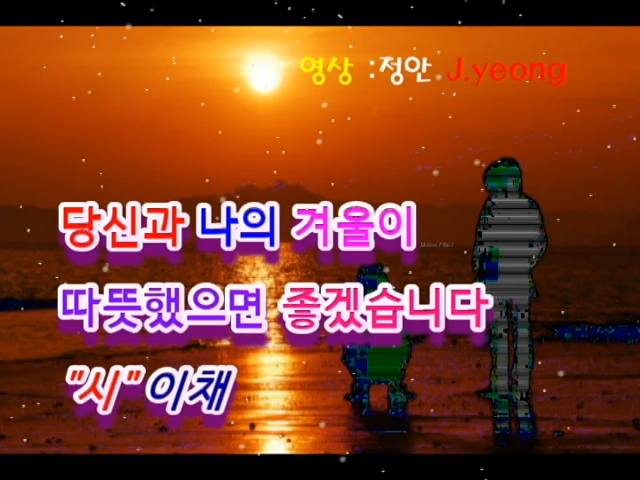 영상 :정안 J.yeong
당신과 나의 겨울이
따뜻했으면 좋겠습니다
"시" 이채